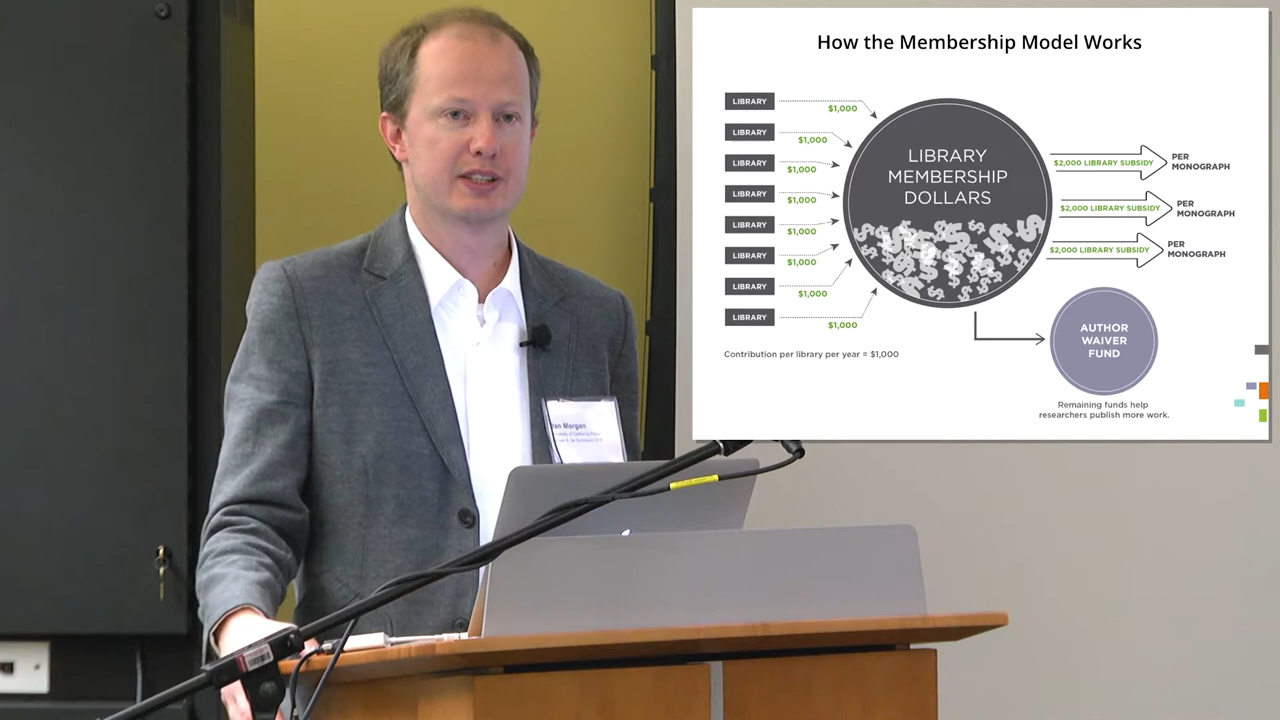 How the Membership Model Works
LIBRARY
$1,000
LIBRARY
$1,000
LIBRARY
$1,000
LIBRARY
$1,000
LIBRARY
$1,000
LIBRARY
$1,000
LIBRARY
$1,000
LIBRARY
$1,000
Contribution per library per year = $1,000
LIBRARY
MEMBERSHIP
DOLLARS
$2,000 LIBRARY SUBSIDY
PER
MONOGRAPH
$2,000 LIBRARY SUBSIDY
PER
MONOGRAPH
$2,000 LIBRARY SUBSIDY
PER
MONOGRAPH
AUTHOR
WAIVER
FUND
Remaining funds help
researchers publish more work.
Morgan